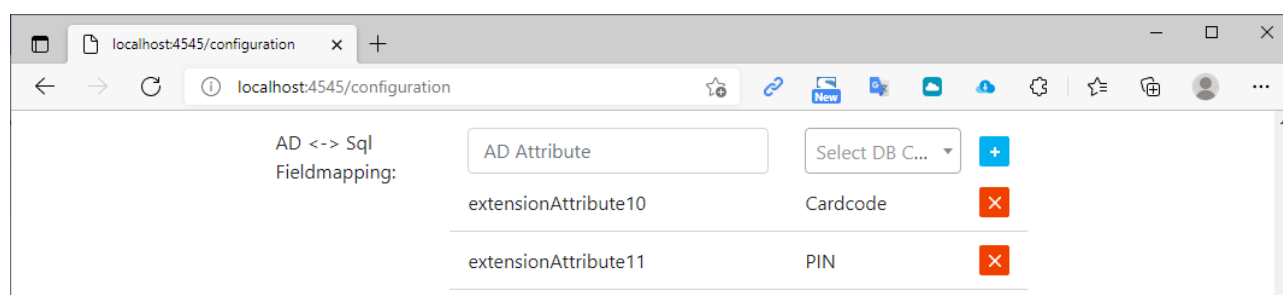 localhost:4545/configuration
localhost:4545/configuration
New
AD <-> Sql
Fieldmapping:
AD Attribute
Select DB C...
extensionAttribute10 Cardcode
extensionAttribute11 PIN